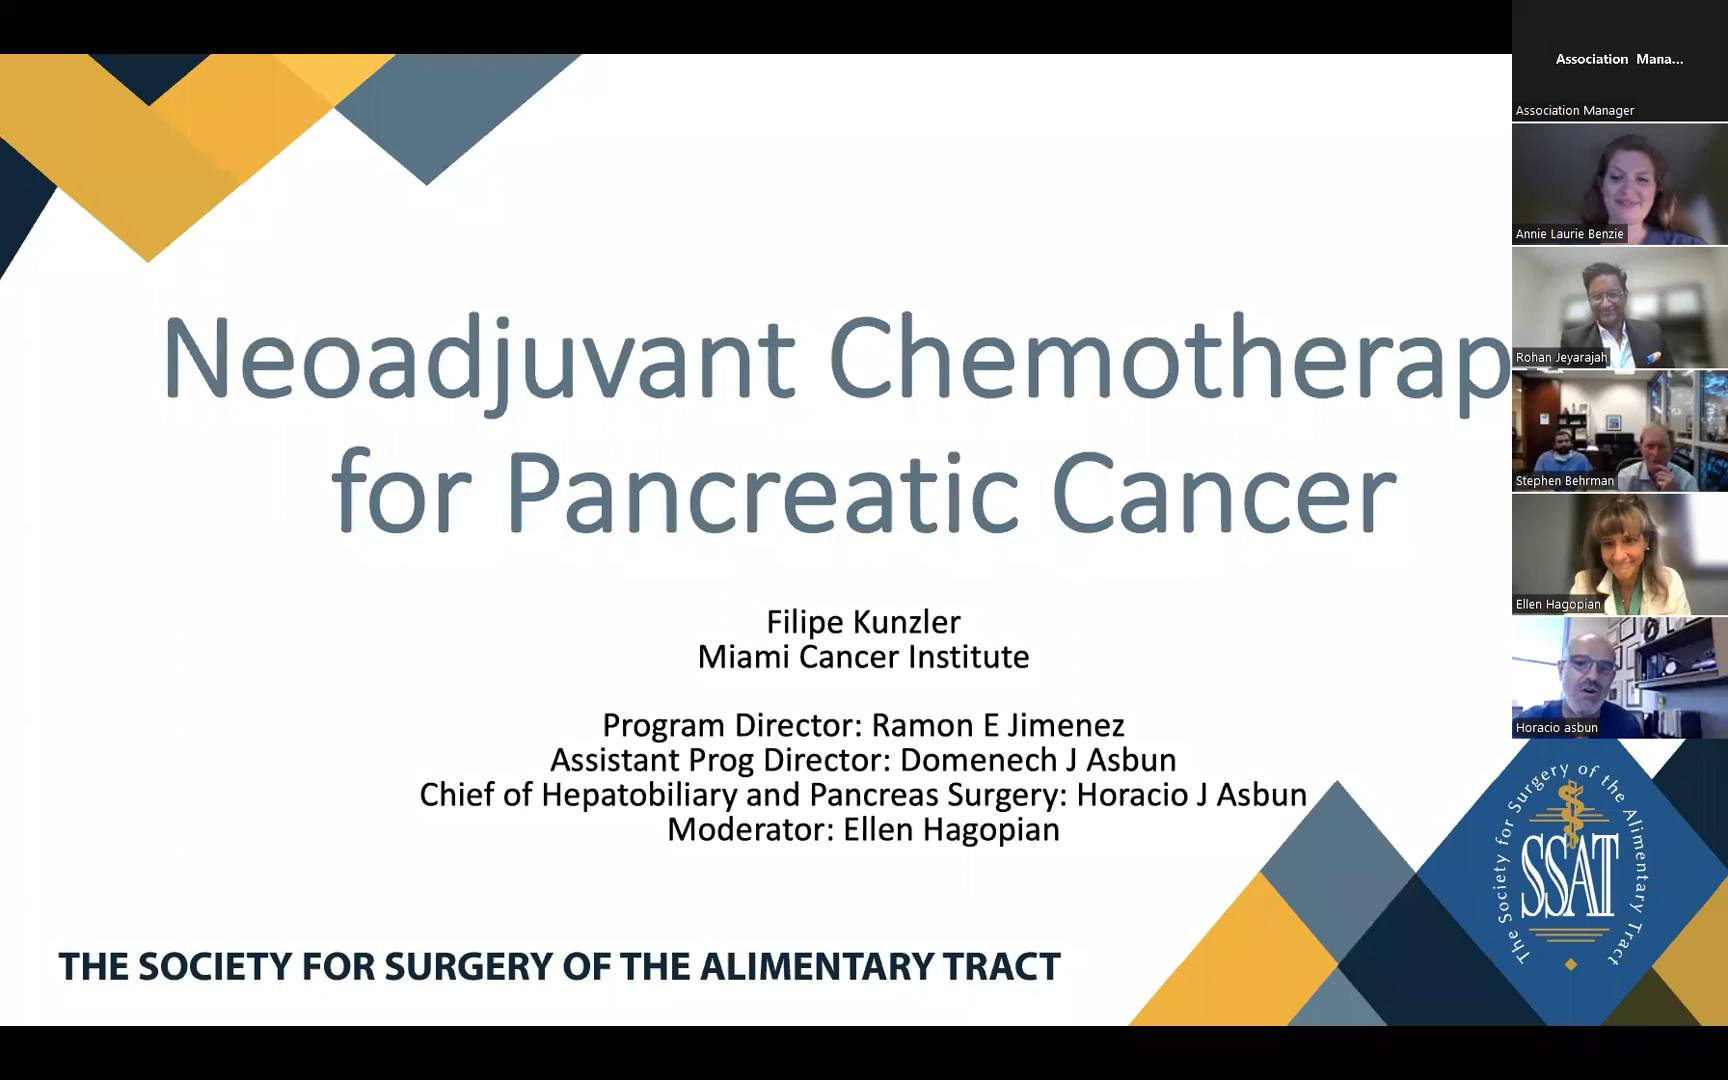 Neoadjuvant Chemotherap
for Pancreatic Cancer
Filipe Kunzler
Miami Cancer Institute
Program Director: Ramon E Jimenez
Assistant Prog Director: Domenech J Asbun
Chief of Hepatobiliary and Pancreas Surgery: Horacio J Asbun
Moderator: Ellen Hagopian
THE SOCIETY FOR SURGERY OF THE ALIMENTARY TRACT
Association Mana...
Association Manager
Annie Laurie Benzie
Rohan Jeyarajah
Stephen Behrman
Ellen Hagopian
Horacio asbun
The Society for Surgery of the Alimentary Tract
SSAT